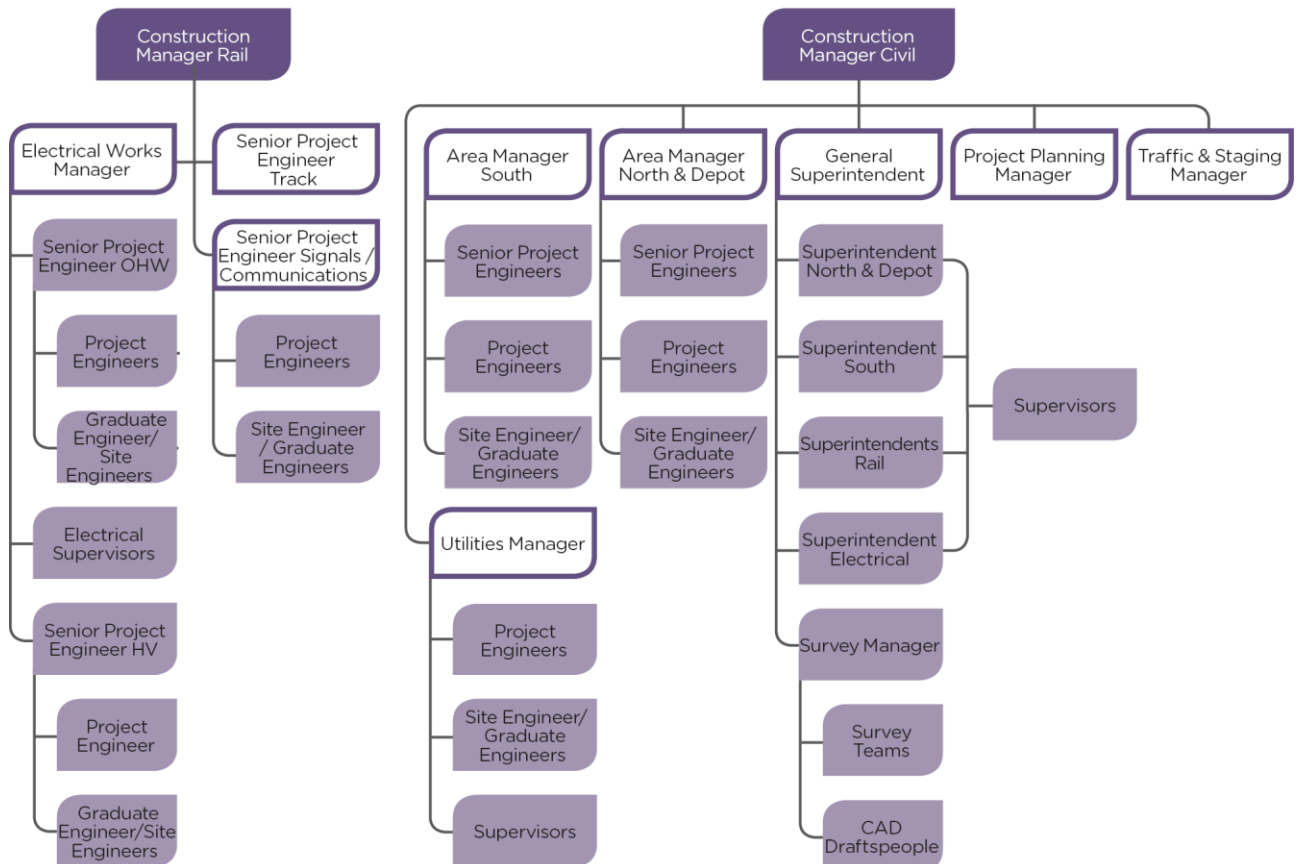 Construction
Manager Rail
Electrical Works
Manager
Senior Project
Engineer
Track
Senior Project
Engineer OHW
Project
Engineers
Graduate
Engineer/
Site
Engineers
Electrical
Supervisors
Senior Project
Engineer HV
Project
Engineer
Graduate
Engineer/Site
Engineers
Senior Project
Engineer Signals /
Communications
Project
Engineers
Site Engineer
/ Graduate
Engineers
Construction
Manager Civil
Area Manager
South
Senior Project
Engineers
Project
Engineers
Site Engineer/
Graduate
Engineers
Utilities Manager
Project
Engineers
Site Engineer/
Graduate
Engineers
Supervisors
Area Manager
North & Depot
Senior Project
Engineers
Project
Engineers
Site Engineer/
Graduate
Engineers
General
Superintendent
Superintendent
North & Depot
Superintendent
South
Superintendents
Rail
Superintendent
Electrical
Supervisors
Survey Manager
Survey
Teams
CAD
Draftspeople
Project Planning
Manager
Traffic & Staging
Manager